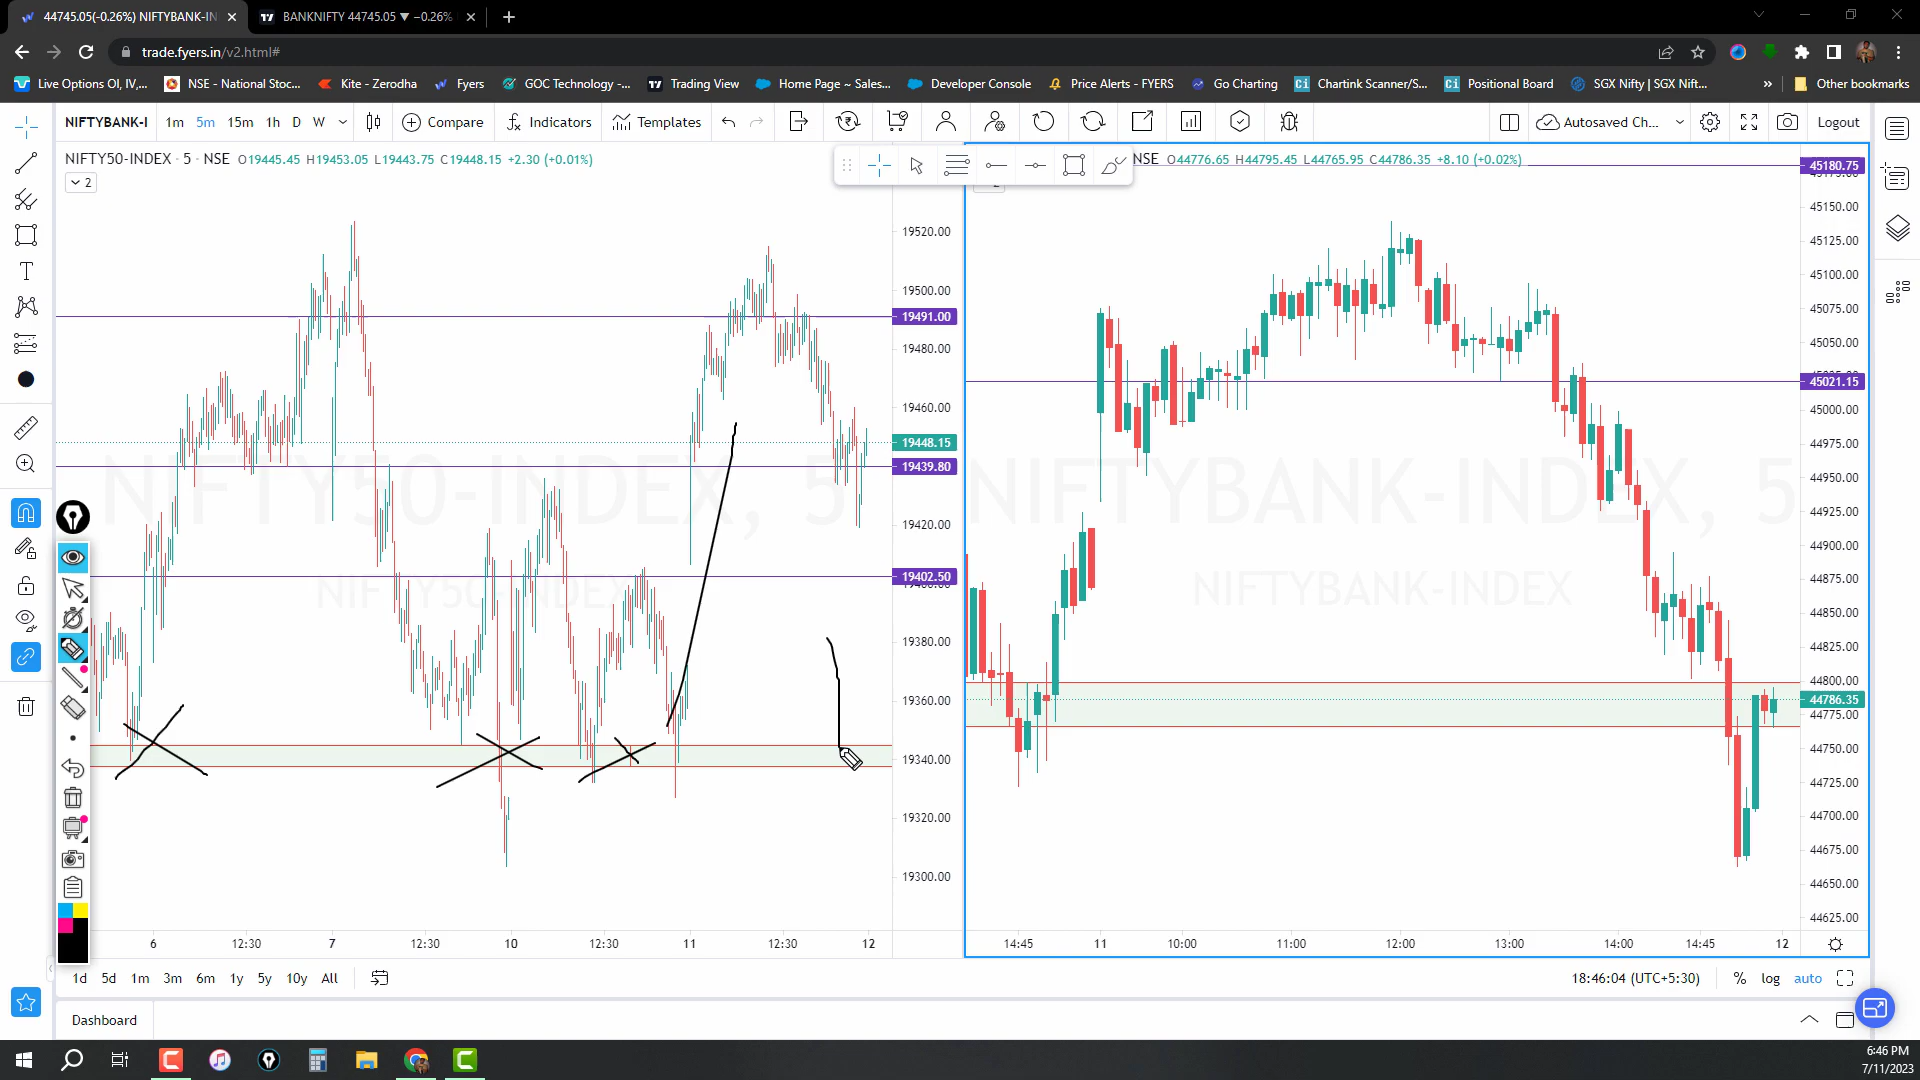 44745.05(-0.26%) NIFTYBANK-IN
BANKNIFTY 44745.05 ▼ −0.26%
trade.fyers.in/v2.html#
Live Options OI, IV,...
NSE - National Stoc...
Kite - Zerodha
Fyers
GOC Technology -...
Trading View
Home Page ~ Sales...
Developer Console
Price Alerts - FYERS
Go Charting
Chartink Scanner/S...
Positional Board
SGX Nifty | SGX Nift...
»
Other bookmarks
NIFTYBANK-I
1m 5m 15m 1h D W
Compare
Indicators
Templates
Autosaved Ch...
Logout
NIFTY50-INDEX · 5 · NSE O19445.45 H19453.05 L19443.75 C19448.15 +2.30 (+0.01%)
2
NSE O44776.65 H44795.45 L44765.95 C44786.35 +8.10 (+0.02%)
19520.00
19500.00
19491.00
19480.00
19460.00
19448.15
19439.80
19420.00
19402.50
19380.00
19360.00
19340.00
19320.00
19300.00
NIFTY50-INDEX, 5
NIFTY50-INDEX
6 12:30 7 12:30 10 12:30 11 12:30 12
45180.75
45150.00
45125.00
45100.00
45075.00
45050.00
45021.15
45000.00
44975.00
44950.00
44925.00
44900.00
44875.00
44850.00
44825.00
44800.00
44786.35
44775.00
44750.00
44725.00
44700.00
44675.00
44650.00
44625.00
NIFTYBANK-INDEX, 5
NIFTYBANK-INDEX
14:45 11 10:00 11:00 12:00 13:00 14:00 14:45 12
1d 5d 1m 3m 6m 1y 5y 10y All
18:46:04 (UTC+5:30) % log auto
Dashboard
6:46 PM
7/11/2023